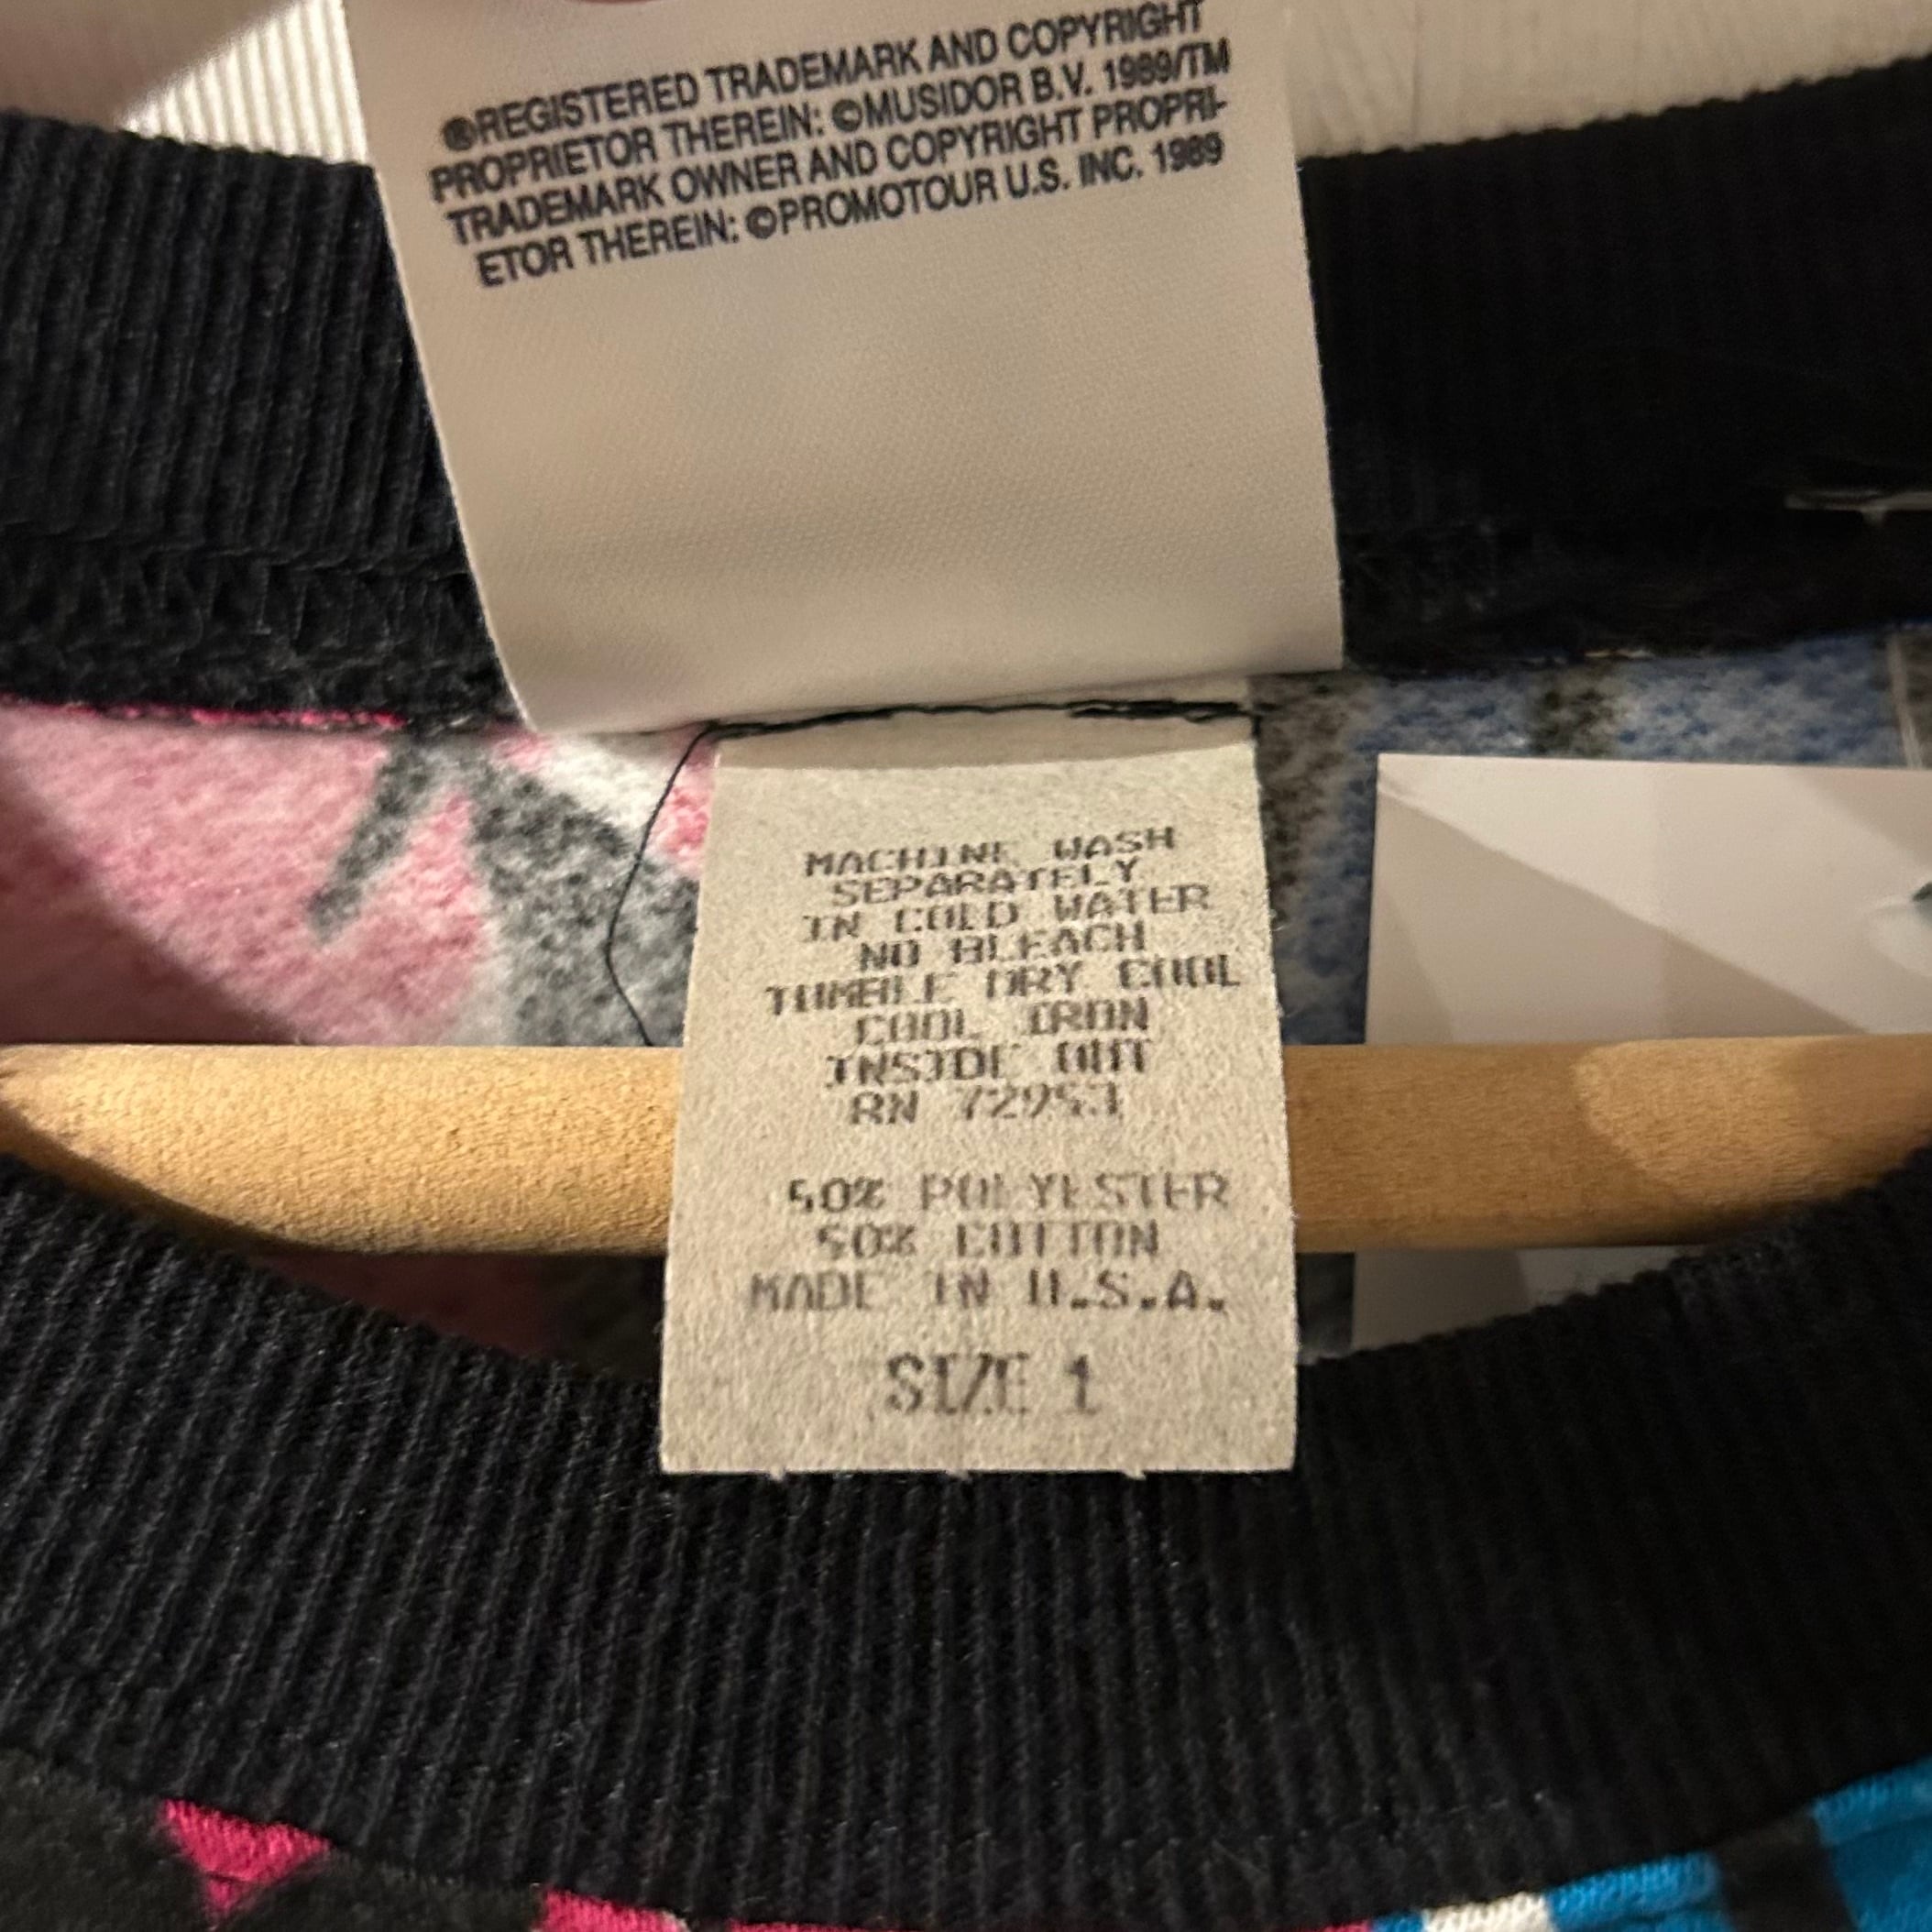 ®REGISTERED TRADEMARK AND COPYRIGHT
PROPRIETOR THEREIN: ©MUSIDOR B.V. 1989/TM
TRADEMARK OWNER AND COPYRIGHT PROPRI-
ETOR THEREIN: ©PROMOTOUR U.S. INC. 1989
MACHINE WASH
SEPARATELY
IN COLD WATER
NO BLEACH
TUMBLE DRY COOL
COOL IRON
INSIDE OUT
RN 72953
50% POLYESTER
50% COTTON
MADE IN U.S.A.
SIZE 1